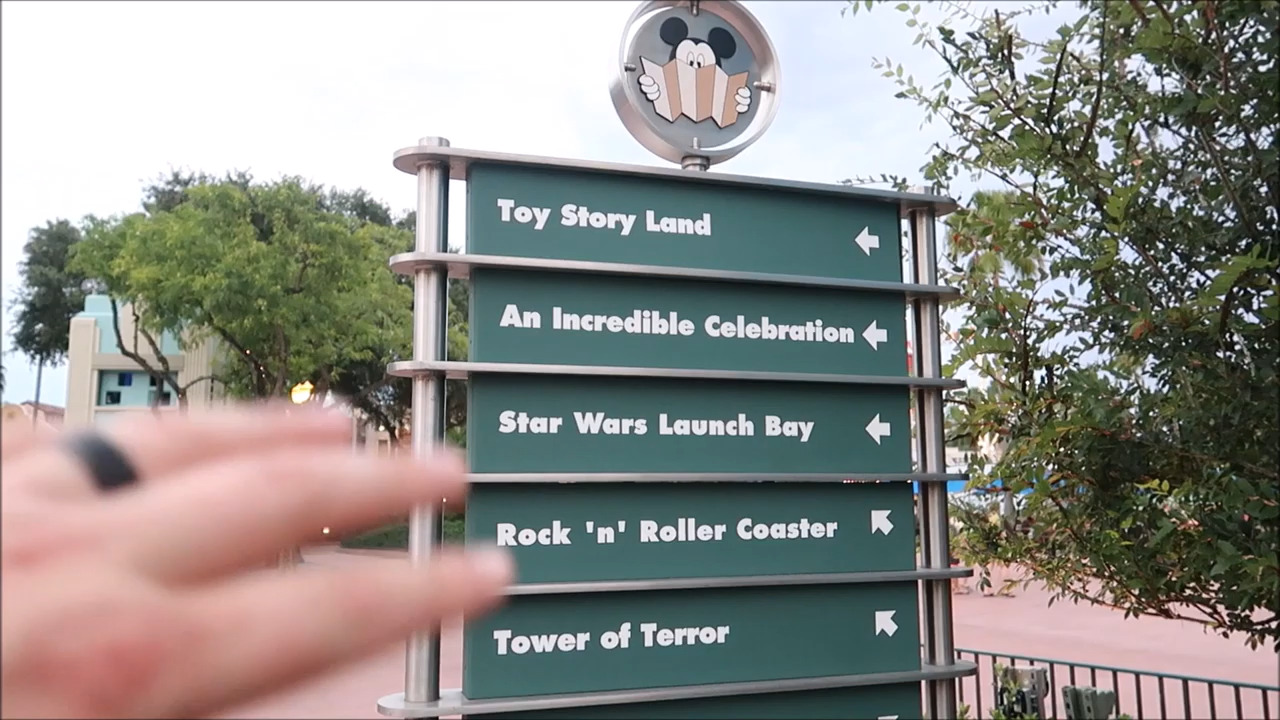 Toy Story Land
An Incredible Celebration
Star Wars Launch Bay
Rock 'n' Roller Coaster
Tower of Terror